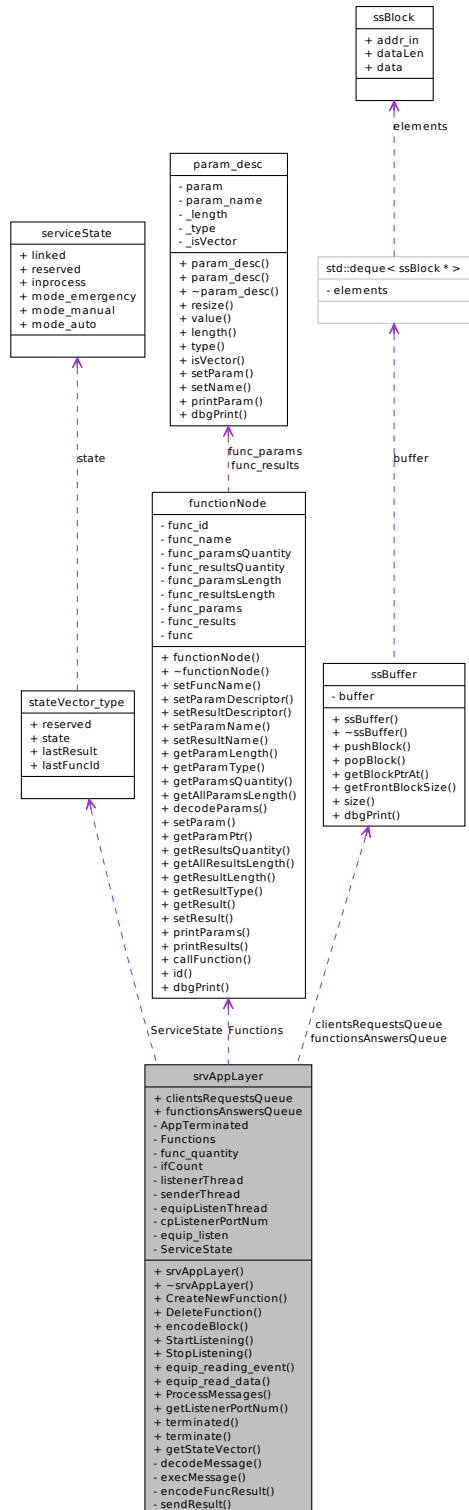 ssBlock
+ addr_in
+ dataLen
+ data
elements
param_desc
- param
- param_name
- _length
- _type
- _isVector
+ param_desc()
+ param_desc()
+ ~param_desc()
+ resize()
+ value()
+ length()
+ type()
+ isVector()
+ setParam()
+ setName()
+ printParam()
+ dbgPrint()
serviceState
+ linked
+ reserved
+ inprocess
+ mode_emergency
+ mode_manual
+ mode_auto
std::deque< ssBlock * >
- elements
state
func_params
func_results
buffer
functionNode
- func_id
- func_name
- func_paramsQuantity
- func_resultsQuantity
- func_paramsLength
- func_resultsLength
- func_params
- func_results
- func
+ functionNode()
+ ~functionNode()
+ setFuncName()
+ setParamDescriptor()
+ setResultDescriptor()
+ setParamName()
+ setResultName()
+ getParamLength()
+ getParamType()
+ getParamsQuantity()
+ getAllParamsLength()
+ decodeParams()
+ setParam()
+ getParamPtr()
+ getResultsQuantity()
+ getAllResultsLength()
+ getResultLength()
+ getResultType()
+ getResult()
+ setResult()
+ printParams()
+ printResults()
+ callFunction()
+ id()
+ dbgPrint()
stateVector_type
+ reserved
+ state
+ lastResult
+ lastFuncId
ssBuffer
- buffer
+ ssBuffer()
+ ~ssBuffer()
+ pushBlock()
+ popBlock()
+ getBlockPtrAt()
+ getFrontBlockSize()
+ size()
+ dbgPrint()
ServiceState
Functions
clientsRequestsQueue
functionsAnswersQueue
srvAppLayer
+ clientsRequestsQueue
+ functionsAnswersQueue
- AppTerminated
- Functions
- func_quantity
- ifCount
- listenerThread
- senderThread
- equipListenThread
- cpListenerPortNum
- equip_listen
- ServiceState
+ srvAppLayer()
+ ~srvAppLayer()
+ CreateNewFunction()
+ DeleteFunction()
+ encodeBlock()
+ StartListening()
+ StopListening()
+ equip_reading_event()
+ equip_read_data()
+ ProcessMessages()
+ getListenerPortNum()
+ terminated()
+ terminate()
+ getStateVector()
- decodeMessage()
- execMessage()
- encodeFuncResult()
- sendResult()